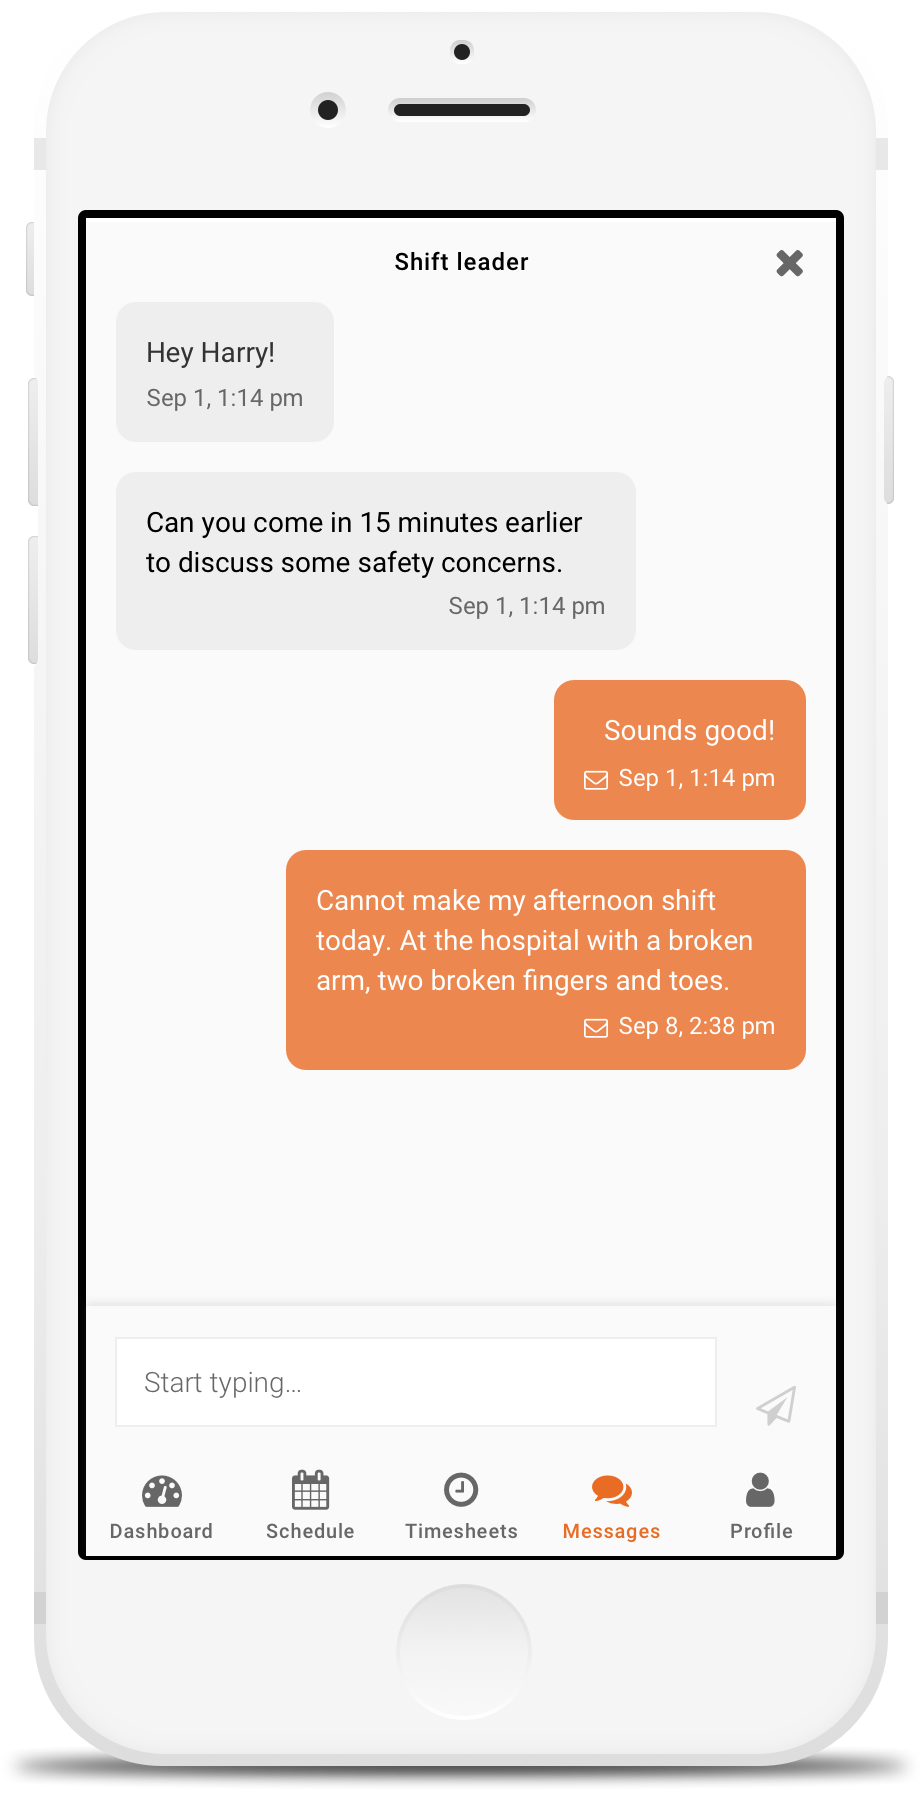 Shift leader
Hey Harry!
Sep 1, 1:14 pm
Can you come in 15 minutes earlier
to discuss some safety concerns.
Sep 1, 1:14 pm
Sounds good!
Sep 1, 1:14 pm
Cannot make my afternoon shift
today. At the hospital with a broken
arm, two broken fingers and toes.
Sep 8, 2:38 pm
Start typing...
Dashboard Schedule Timesheets Messages Profile